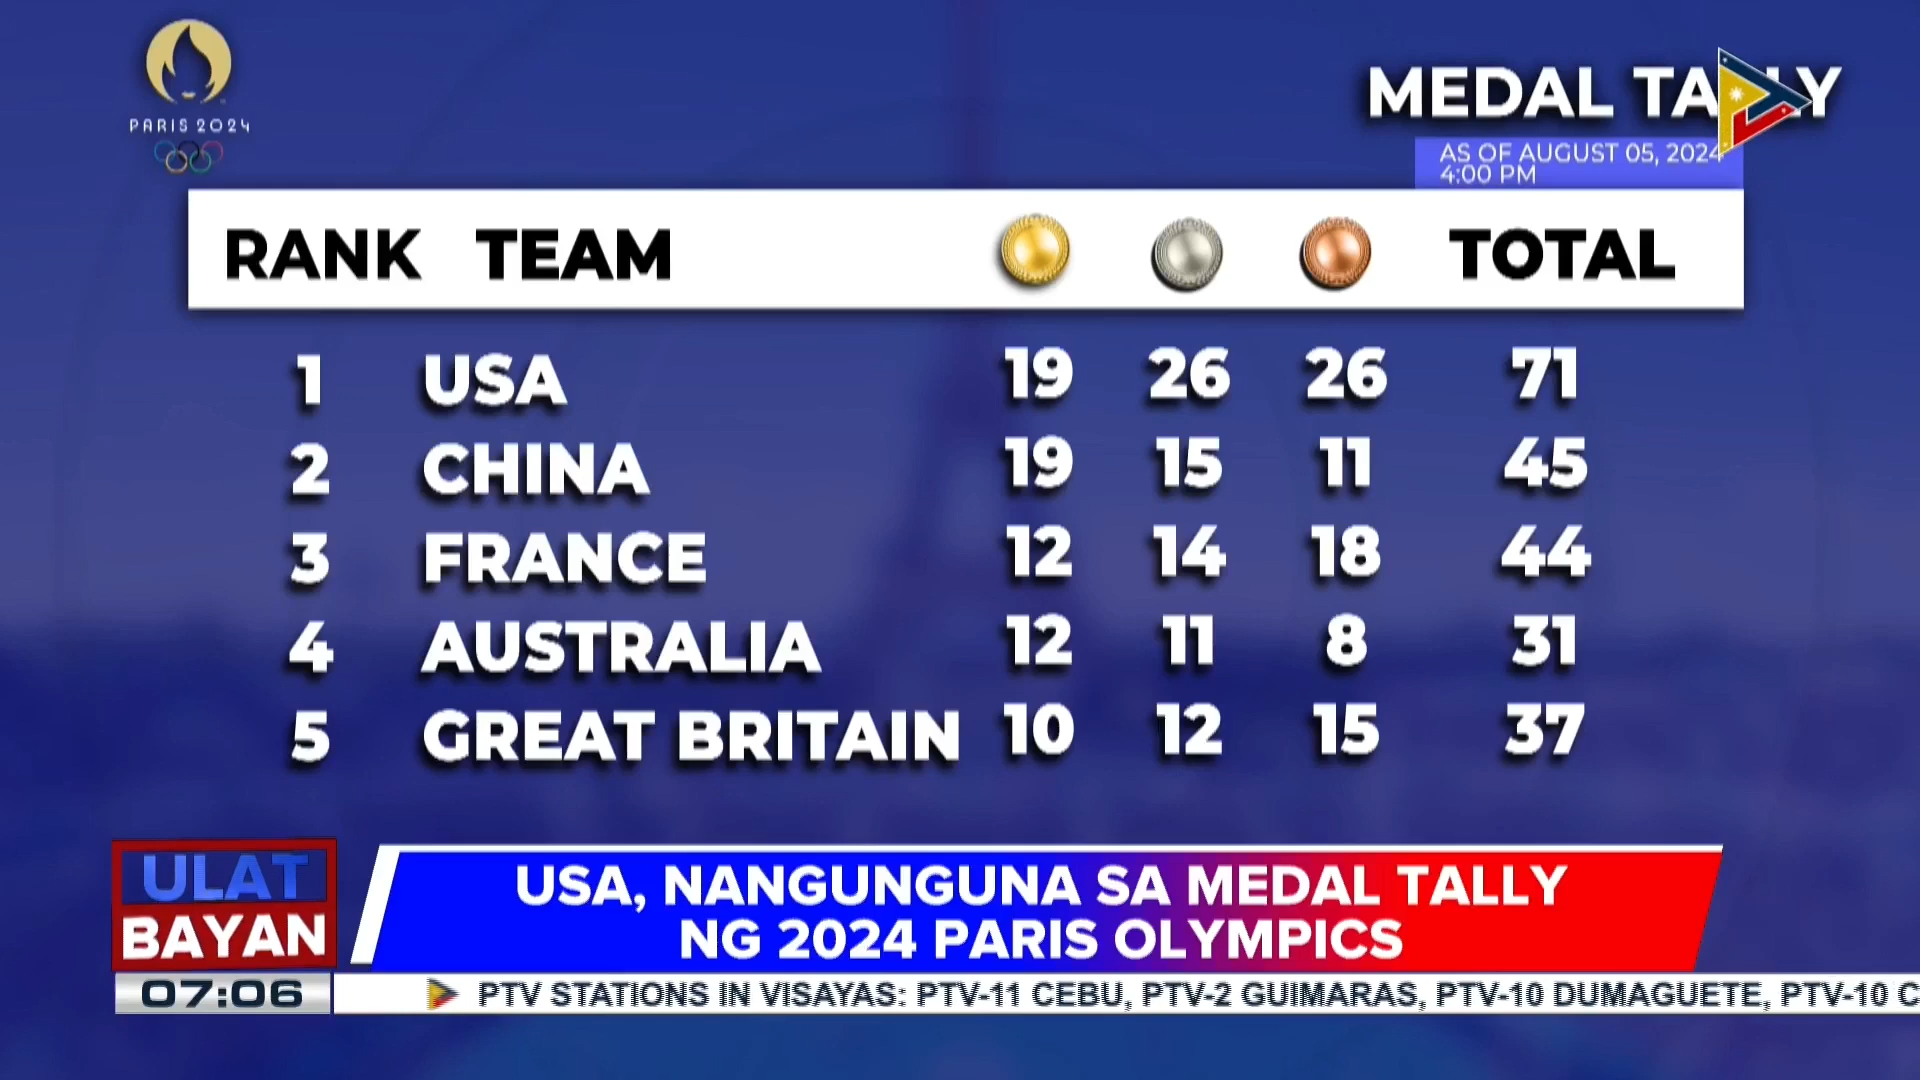 PARIS 2024
MEDAL TALLY
AS OF AUGUST 05, 2024
4:00 PM
RANK TEAM TOTAL
1 USA 19 26 26 71
2 CHINA 19 15 11 45
3 FRANCE 12 14 18 44
4 AUSTRALIA 12 11 8 31
5 GREAT BRITAIN 10 12 15 37
ULAT
BAYAN
USA, NANGUNGUNA SA MEDAL TALLY
NG 2024 PARIS OLYMPICS
07:06
PTV STATIONS IN VISAYAS: PTV-11 CEBU, PTV-2 GUIMARAS, PTV-10 DUMAGUETE, PTV-10 C